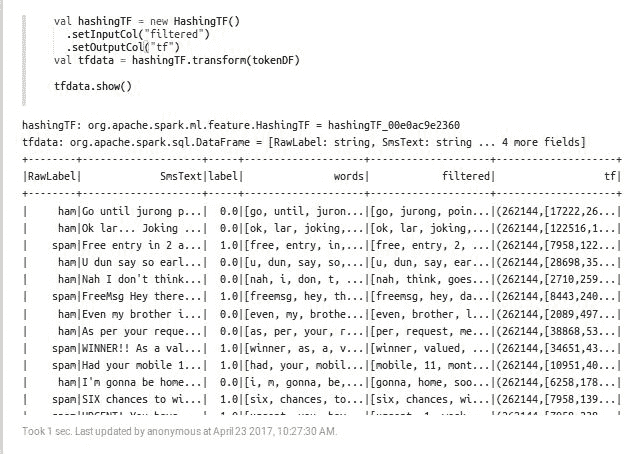 val hashingTF = new HashingTF()
.setInputCol("filtered")
.setOutputCol("tf")
val tfdata = hashingTF.transform(tokenDF)
tfdata.show()
hashingTF: org.apache.spark.ml.feature.HashingTF = hashingTF_00e0ac9e2360
tfdata: org.apache.spark.sql.DataFrame = [RawLabel: string, SmsText: string ... 4 more fields]
+--------+--------------------+-----+--------------------+--------------------+--------------------+
|RawLabel| SmsText|label| words| filtered| tf|
+--------+--------------------+-----+--------------------+--------------------+--------------------+
| ham|Go until jurong p...| 0.0|[go, until, juron...|[go, jurong, poin...|(262144,[17222,26...|
| ham|Ok lar... Joking ...| 0.0|[ok, lar, joking,...|[ok, lar, joking,...|(262144,[122516,1...|
| spam|Free entry in 2 a...| 1.0|[free, entry, in,...|[free, entry, 2, ...|(262144,[7958,122...|
| ham|U dun say so earl...| 0.0|[u, dun, say, so,...|[u, dun, say, ear...|(262144,[28698,35...|
| ham|Nah I don't think...| 0.0|[nah, i, don, t, ...|[nah, think, goes...|(262144,[2710,259...|
| spam|FreeMsg Hey there...| 1.0|[freemsg, hey, th...|[freemsg, hey, da...|(262144,[8443,240...|
| ham|Even my brother i...| 0.0|[even, my, brothe...|[even, brother, l...|(262144,[2089,497...|
| ham|As per your reque...| 0.0|[as, per, your, r...|[per, request, me...|(262144,[38868,53...|
| spam|WINNER!! As a val...| 1.0|[winner, as, a, v...|[winner, valued, ...|(262144,[34651,43...|
| spam|Had your mobile 1...| 1.0|[had, your, mobil...|[mobile, 11, mont...|(262144,[10951,40...|
| ham|I'm gonna be home...| 0.0|[i, m, gonna, be,...|[gonna, home, soo...|(262144,[6258,178...|
| spam|SIX chances to wi...| 1.0|[six, chances, to...|[six, chances, wi...|(262144,[7958,139...|
Took 1 sec. Last updated by anonymous at April 23 2017, 10:27:30 AM.